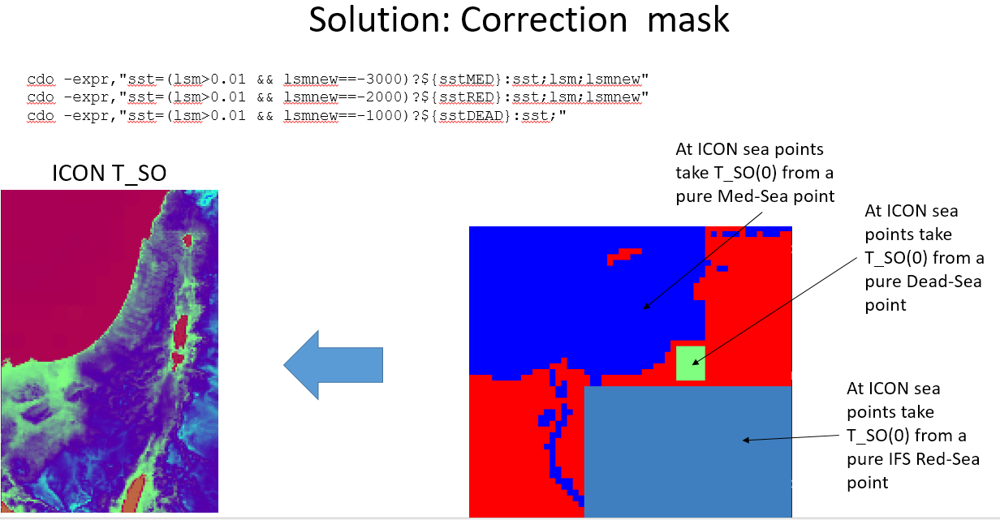 Solution: Correction  mask
cdo -expr,"sst=(lsm>0.01 && lsmnew==-3000)?${sstMED}:sst;lsm;lsmnew"
cdo -expr,"sst=(lsm>0.01 && lsmnew==-2000)?${sstRED}:sst;lsm;lsmnew"
cdo -expr,"sst=(lsm>0.01 && lsmnew==-1000)?${sstDEAD}:sst;"
ICON T_SO
At ICON sea points
take T_SO(0) from a
pure Med-Sea point
At ICON sea
points take
T_SO(0) from a
pure Dead-Sea
point
At ICON sea
points take
T_SO(0) from a
pure IFS Red-Sea
point